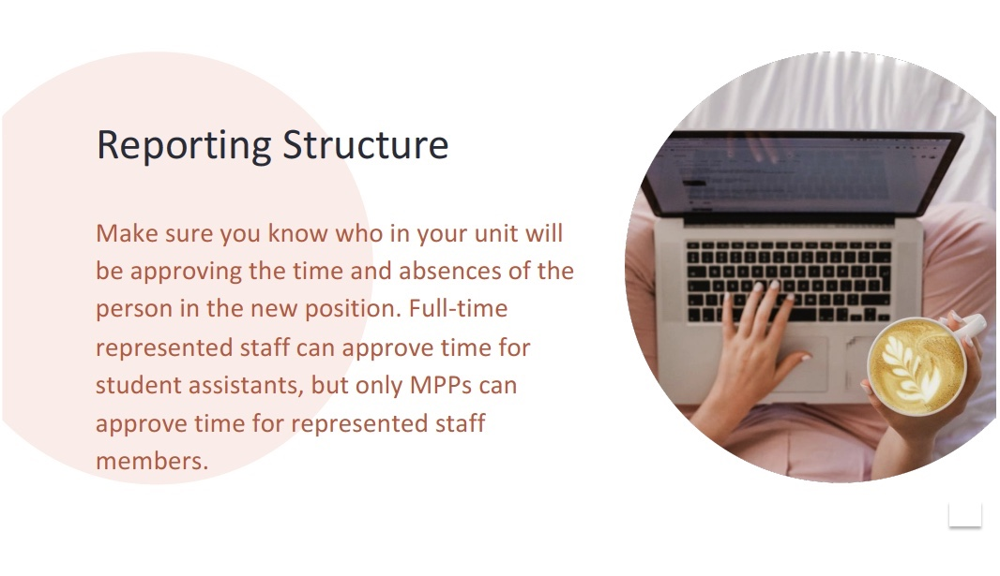 Reporting Structure
Make sure you know who in your unit will
be approving the time and absences of the
person in the new position. Full-time
represented staff can approve time for
student assistants, but only MPPs can
approve time for represented staff
members.